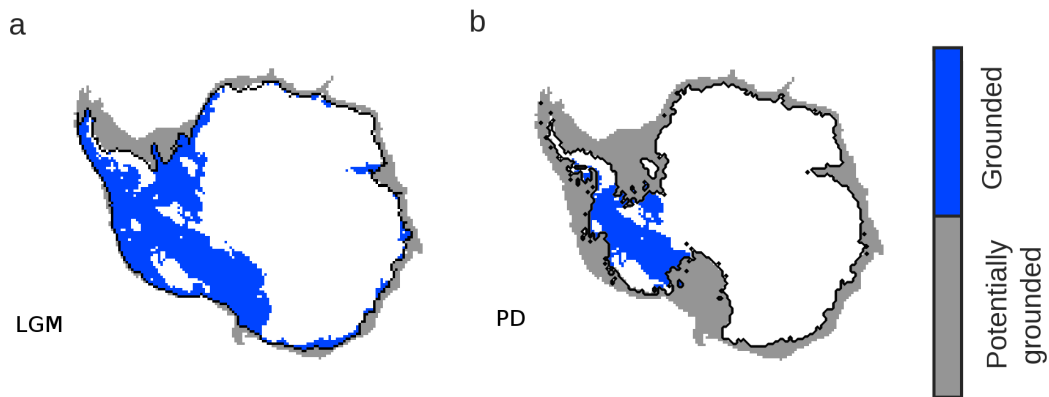 a
b
LGM
PD
Grounded
Potentially
grounded